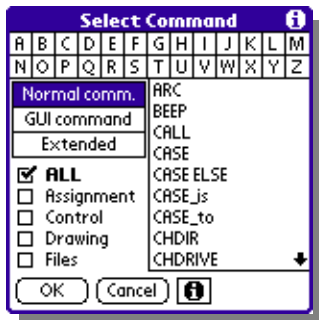 Select Command i
A B C D E F G H I J K L M
N O P Q R S T U V W X Y Z
Normal comm.
GUI command
Extended
ALL
Assignment
Control
Drawing
Files
ARC
BEEP
CALL
CASE
CASE ELSE
CASE_is
CASE_to
CHDIR
CHDRIVE
OK Cancel i